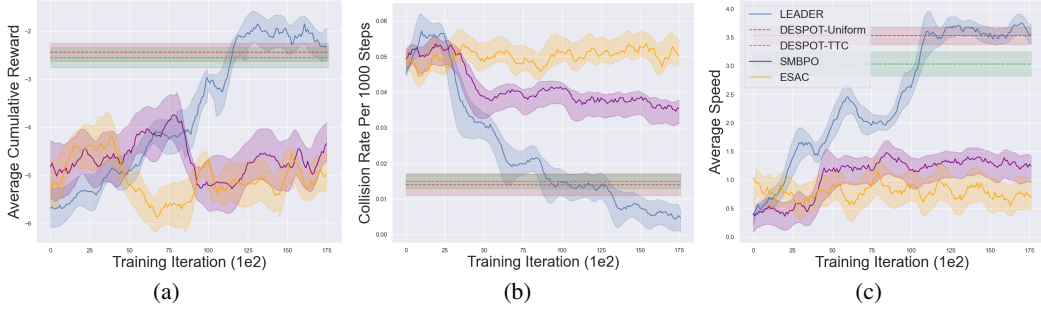 Average Cumulative Reward
-2
-3
-4
-5
-6
0 25 50 75 100 125 150 175
Training Iteration (1e2)
(a)
Collision Rate Per 1000 Steps
0.06
0.05
0.04
0.03
0.02
0.01
0.00
0 25 50 75 100 125 150 175
Training Iteration (1e2)
(b)
Average Speed
4.0
3.5
3.0
2.5
2.0
1.5
1.0
0.5
0.0
LEADER
DESPOT-Uniform
DESPOT-TTC
SMBPO
ESAC
0 25 50 75 100 125 150 175
Training Iteration (1e2)
(c)